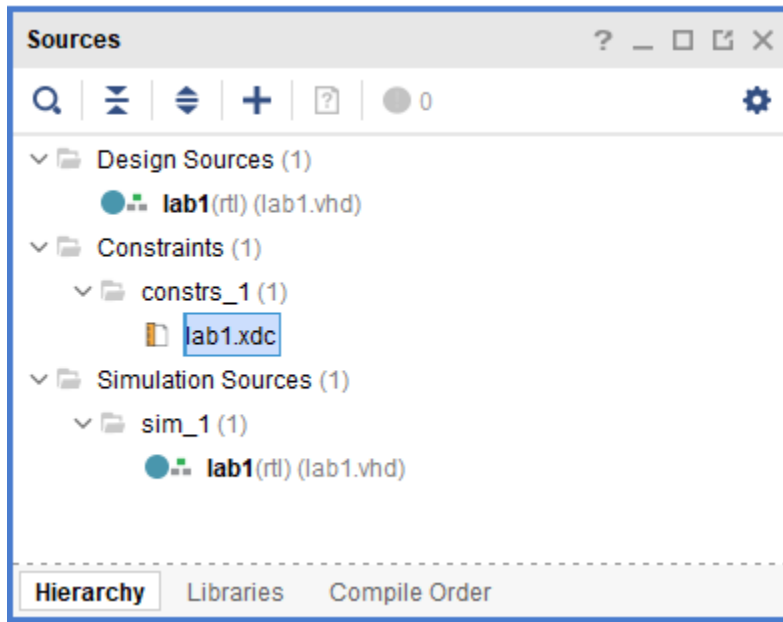 Sources
0
Design Sources (1)
lab1(rtl) (lab1.vhd)
Constraints (1)
constrs_1 (1)
lab1.xdc
Simulation Sources (1)
sim_1 (1)
lab1(rtl) (lab1.vhd)
Hierarchy Libraries Compile Order